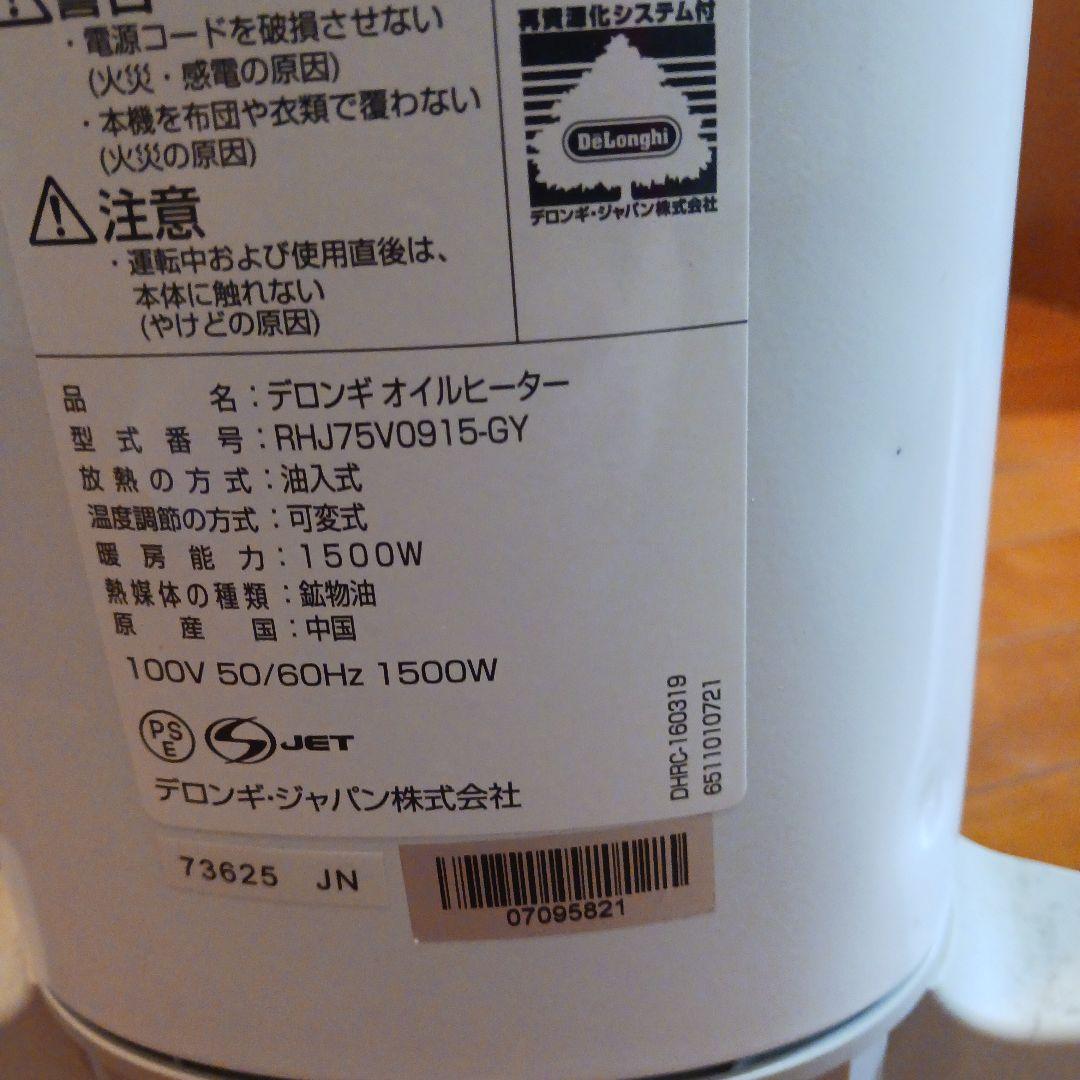 警告
・電源コードを破損させない
(火災・感電の原因)
・本機を布団や衣類で覆わない
(火災の原因)
注意
・運転中および使用直後は、
本体に触れない
(やけどの原因)
再資源化システム付
DeLonghi
デロンギ・ジャパン株式会社
品名：デロンギ オイルヒーター
型式番号：RHJ75V0915-GY
放熱の方式：油入式
温度調節の方式：可変式
暖房能力：1500W
熱媒体の種類：鉱物油
原産国：中国
100V 50/60Hz 1500W
PSE
JET
デロンギ・ジャパン株式会社
DHRC-160319
6511010721
73625 JN
07095821